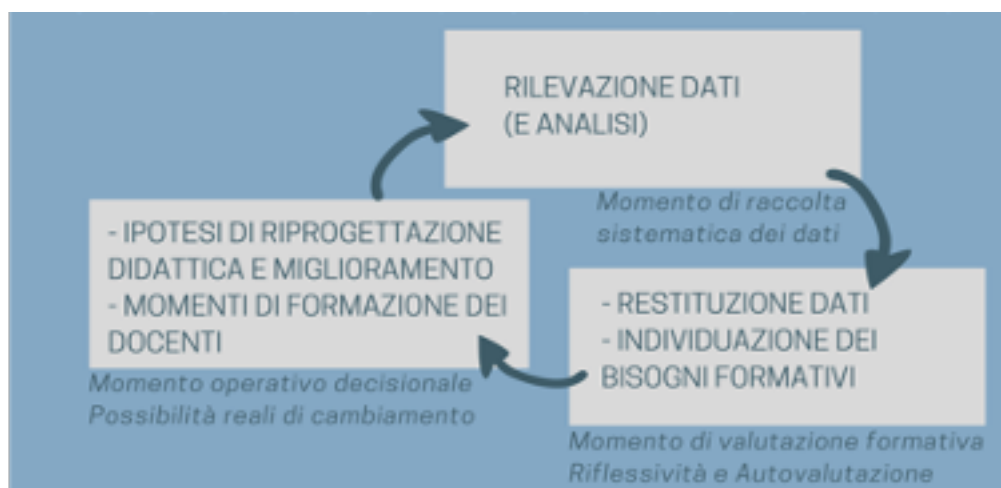 RILEVAZIONE DATI
(E ANALISI)
Momento di raccolta
sistematica dei dati
- RESTITUZIONE DATI
- INDIVIDUAZIONE DEI
BISOGNI FORMATIVI
Momento di valutazione formativa
Riflessività e Autovalutazione
- IPOTESI DI RIPROGETTAZIONE
DIDATTICA E MIGLIORAMENTO
- MOMENTI DI FORMAZIONE DEI
DOCENTI
Momento operativo decisionale
Possibilità reali di cambiamento